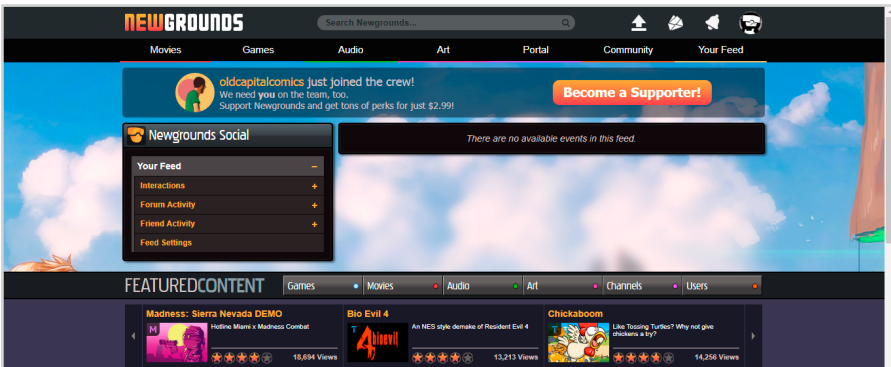 NEWGROUNDS
Search Newgrounds...
Movies Games Audio Art Portal Community Your Feed
oldcapitalcomics just joined the crew!
We need you on the team, too.
Support Newgrounds and get tons of perks for just $2.99!
Become a Supporter!
Newgrounds Social
There are no available events in this feed.
Your Feed –
Interactions +
Forum Activity +
Friend Activity +
Feed Settings
FEATUREDCONTENT Games Movies Audio Art Channels Users
Madness: Sierra Nevada DEMO
M
Hotline Miami x Madness Combat
18,694 Views
Bio Evil 4
T
4bioevil
An NES style demake of Resident Evil 4
13,213 Views
Chickaboom
T
Like Tossing Turtles? Why not give
chickens a try?
14,256 Views